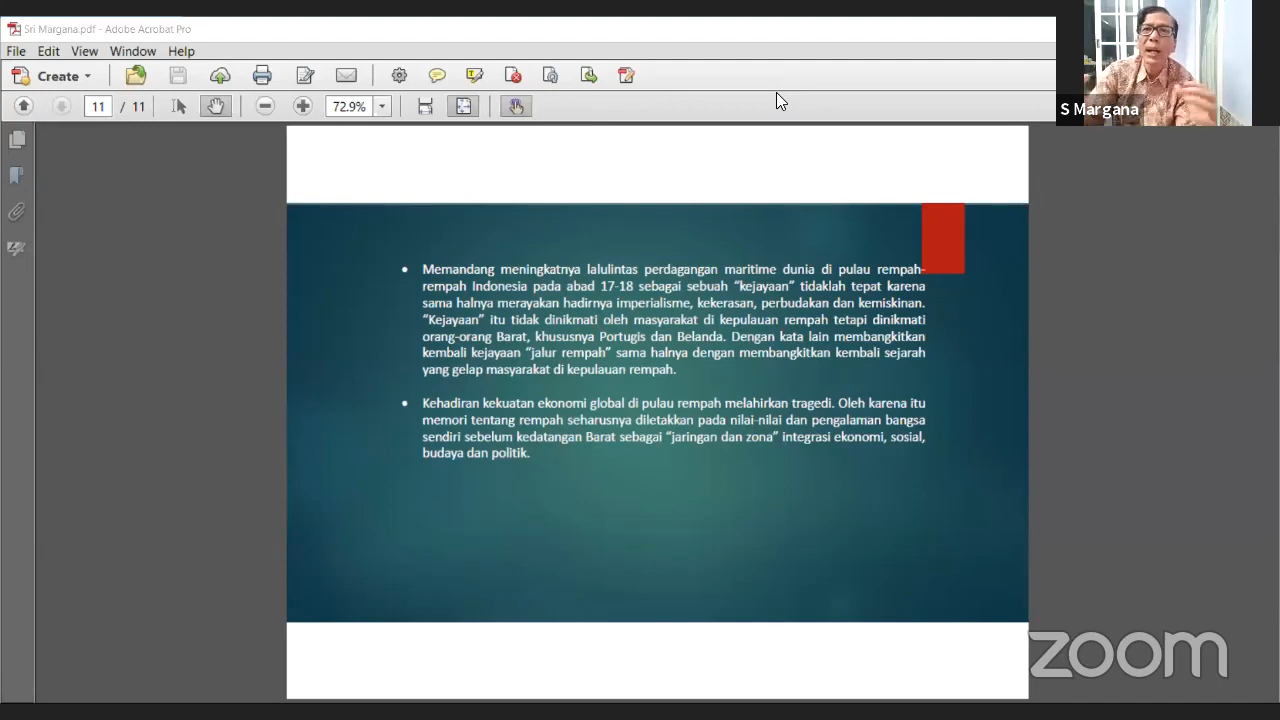 Sri Margana.pdf - Adobe Acrobat Pro
File Edit View Window Help
S Margana
Create
11 / 11 72.9%
• Memandang meningkatnya lalulintas perdagangan maritime dunia di pulau rempah-
rempah Indonesia pada abad 17-18 sebagai sebuah “kejayaan” tidaklah tepat karena
sama halnya merayakan hadirnya imperialisme, kekerasan, perbudakan dan kemiskinan.
“Kejayaan” itu tidak dinikmati oleh masyarakat di kepulauan rempah tetapi dinikmati
orang-orang Barat, khususnya Portugis dan Belanda. Dengan kata lain membangkitkan
kembali kejayaan “jalur rempah” sama halnya dengan membangkitkan kembali sejarah
yang gelap masyarakat di kepulauan rempah.
• Kehadiran kekuatan ekonomi global di pulau rempah melahirkan tragedi. Oleh karena itu
memori tentang rempah seharusnya diletakkan pada nilai-nilai dan pengalaman bangsa
sendiri sebelum kedatangan Barat sebagai “jaringan dan zona” integrasi ekonomi, sosial,
budaya dan politik.
zoom